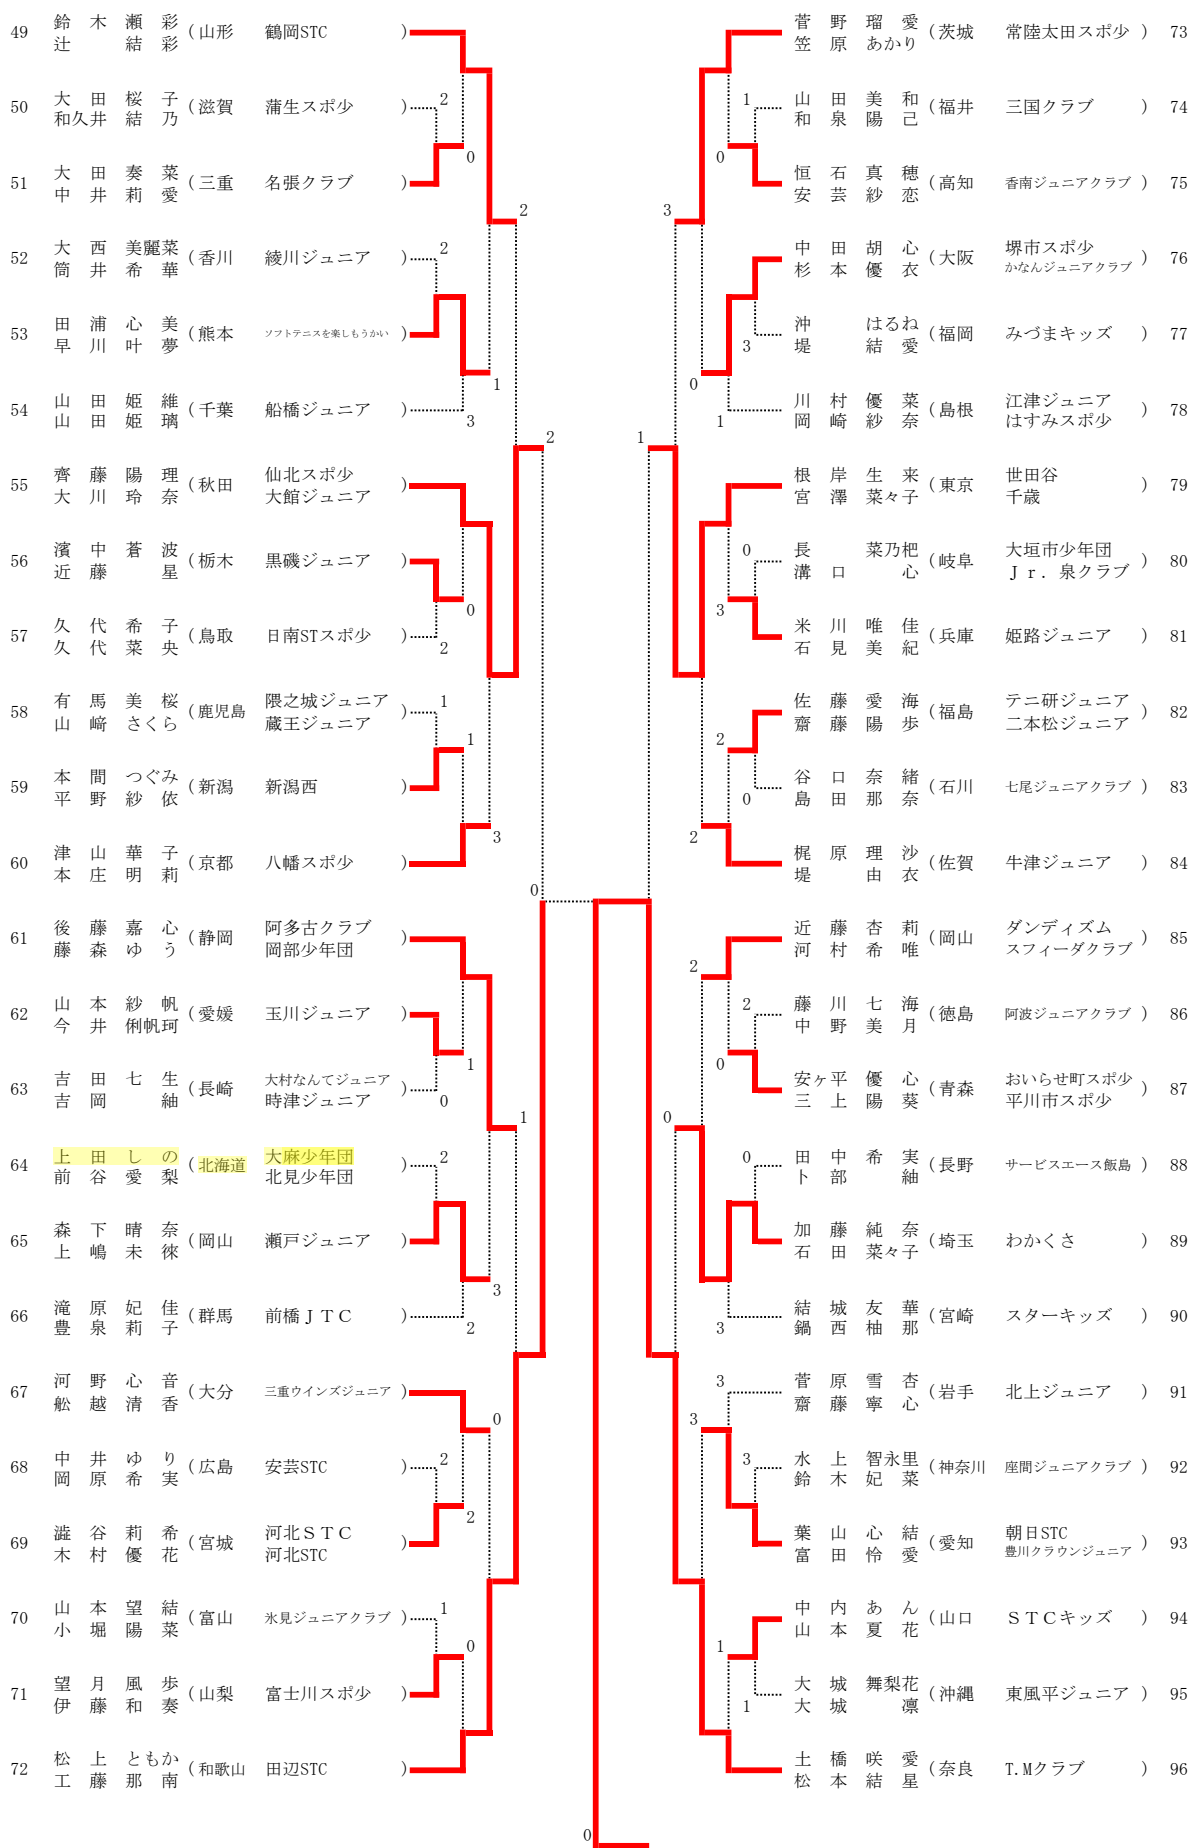 49 鈴木瀬彩 (山形 鶴岡STC )
辻 結彩
50 大田桜子 (滋賀 蒲生スポ少 ) 2
和久井結乃
0
51 大田奏菜 (三重 名張クラブ )
中井莉愛
2
52 大西美麗菜 (香川 綾川ジュニア ) 2
筒井希華
53 田浦心美 (熊本 ソフトテニスを楽しもうかい )
早川叶夢
1
54 山田姫維 (千葉 船橋ジュニア ) 3
山田姫璃
2
55 齊藤陽理 (秋田 仙北スポ少 )
大川玲奈 大館ジュニア
56 濱中蒼波 (栃木 黒磯ジュニア )
近藤 星
0
57 久代希子 (鳥取 日南STスポ少 ) 2
久代菜央
58 有馬美桜 (鹿児島 隈之城ジュニア ) 1
山﨑さくら 蔵王ジュニア
1
59 本間つぐみ (新潟 新潟西 )
平野紗依
3
60 津山華子 (京都 八幡スポ少 )
本庄明莉
0
61 後藤嘉心 (静岡 阿多古クラブ )
藤森ゆう 岡部少年団
62 山本紗帆 (愛媛 玉川ジュニア )
今井俐帆珂
1
63 吉田七生 (長崎 大村なんてジュニア ) 0
吉岡 紬 時津ジュニア
1
64 上田しの (北海道 大麻少年団 ) 2
前谷愛梨 北見少年団
65 森下晴奈 (岡山 瀬戸ジュニア )
上嶋未徠
3
66 滝原妃佳 (群馬 前橋JTC ) 2
豊泉莉子
67 河野心音 (大分 三重ウインズジュニア )
舩越清香
0
68 中井ゆり (広島 安芸STC ) 2
岡原希実
2
69 澁谷莉希 (宮城 河北STC )
木村優花 河北STC
70 山本望結 (富山 氷見ジュニアクラブ ) 1
小堀陽菜
0
71 望月風歩 (山梨 富士川スポ少 )
伊藤和奏
72 松上ともか (和歌山 田辺STC )
工藤那南
0
菅野瑠愛 (茨城 常陸太田スポ少 ) 73
笠原あかり
1 山田美和 (福井 三国クラブ ) 74
和泉陽己
0
恒石真穂 (高知 香南ジュニアクラブ ) 75
安芸紗恋
3
中田胡心 (大阪 堺市スポ少 ) 76
杉本優衣 かなんジュニアクラブ
3 沖 はるね (福岡 みづまキッズ ) 77
堤 結愛
0
1 川村優菜 (島根 江津ジュニア ) 78
岡崎紗奈 はすみスポ少
1
根岸生来 (東京 世田谷 ) 79
宮澤菜々子 千歳
0 長 菜乃杷 (岐阜 大垣市少年団 ) 80
溝口 心 Jr.泉クラブ
3
米川唯佳 (兵庫 姫路ジュニア ) 81
石見美紀
佐藤愛海 (福島 テニ研ジュニア ) 82
齋藤陽歩 二本松ジュニア
2
0 谷口奈緒 (石川 七尾ジュニアクラブ ) 83
島田那奈
2
梶原理沙 (佐賀 牛津ジュニア ) 84
堤 由衣
近藤杏莉 (岡山 ダンディズム ) 85
河村希唯 スフィーダクラブ
2
2 藤川七海 (徳島 阿波ジュニアクラブ ) 86
中野美月
0
安ヶ平優心 (青森 おいらせ町スポ少 ) 87
三上陽葵 平川市スポ少
0
0 田中希実 (長野 サービスエース飯島 ) 88
卜部 紬
加藤純奈 (埼玉 わかくさ ) 89
石田菜々子
3 結城友華 (宮崎 スターキッズ ) 90
鍋西柚那
3 菅原雪杏 (岩手 北上ジュニア ) 91
齋藤寧心
3
3 水上智永里 (神奈川 座間ジュニアクラブ ) 92
鈴木妃菜
葉山心結 (愛知 朝日STC ) 93
富田怜愛 豊川クラウンジュニア
中内あん (山口 STCキッズ ) 94
山本夏花
1
1 大城舞梨花 (沖縄 東風平ジュニア ) 95
大城 凛
土橋咲愛 (奈良 T.Mクラブ ) 96
松本結星